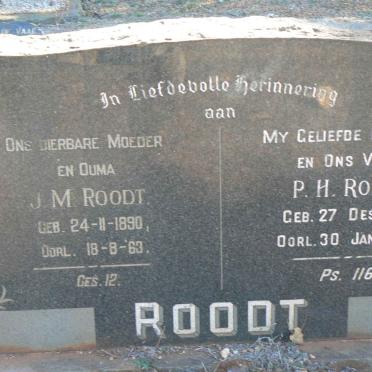 In Liefdevolle Herinnering
aan
Ons dierbare Moeder
en Ouma
J. M. Roodt
Geb. 24-11-1890,
Oorl. 18-8-63.
Ges. 12.
My Geliefde
en Ons V
P. H. Ro
Geb. 27 Des
Oorl. 30 Jan
Ps. 116
ROODT